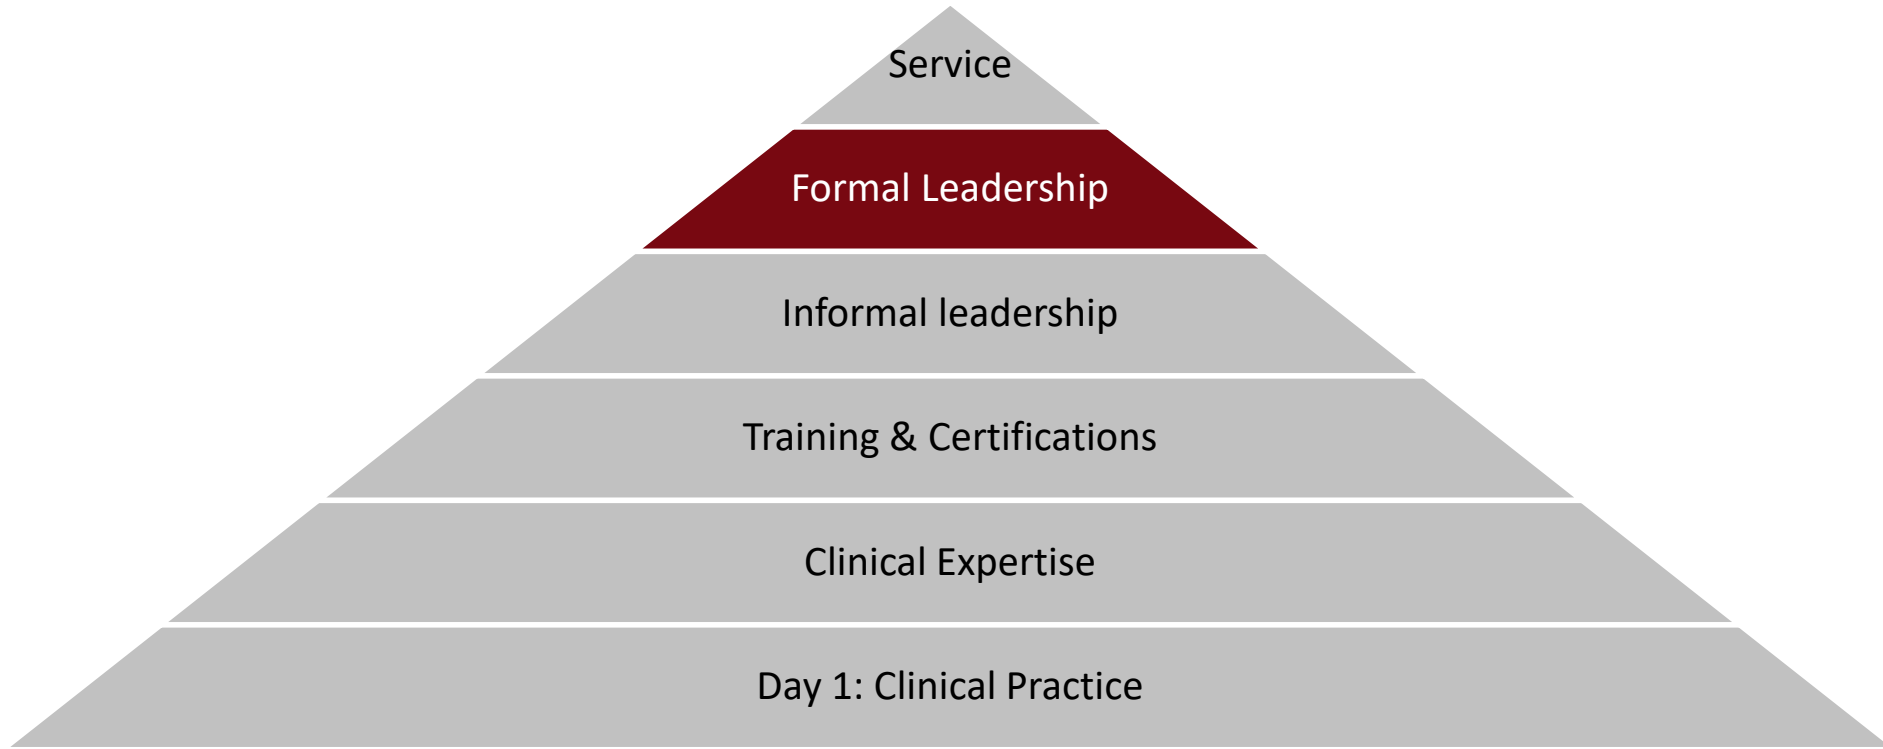 Service
Formal Leadership
Informal leadership
Training & Certifications
Clinical Expertise
Day 1: Clinical Practice